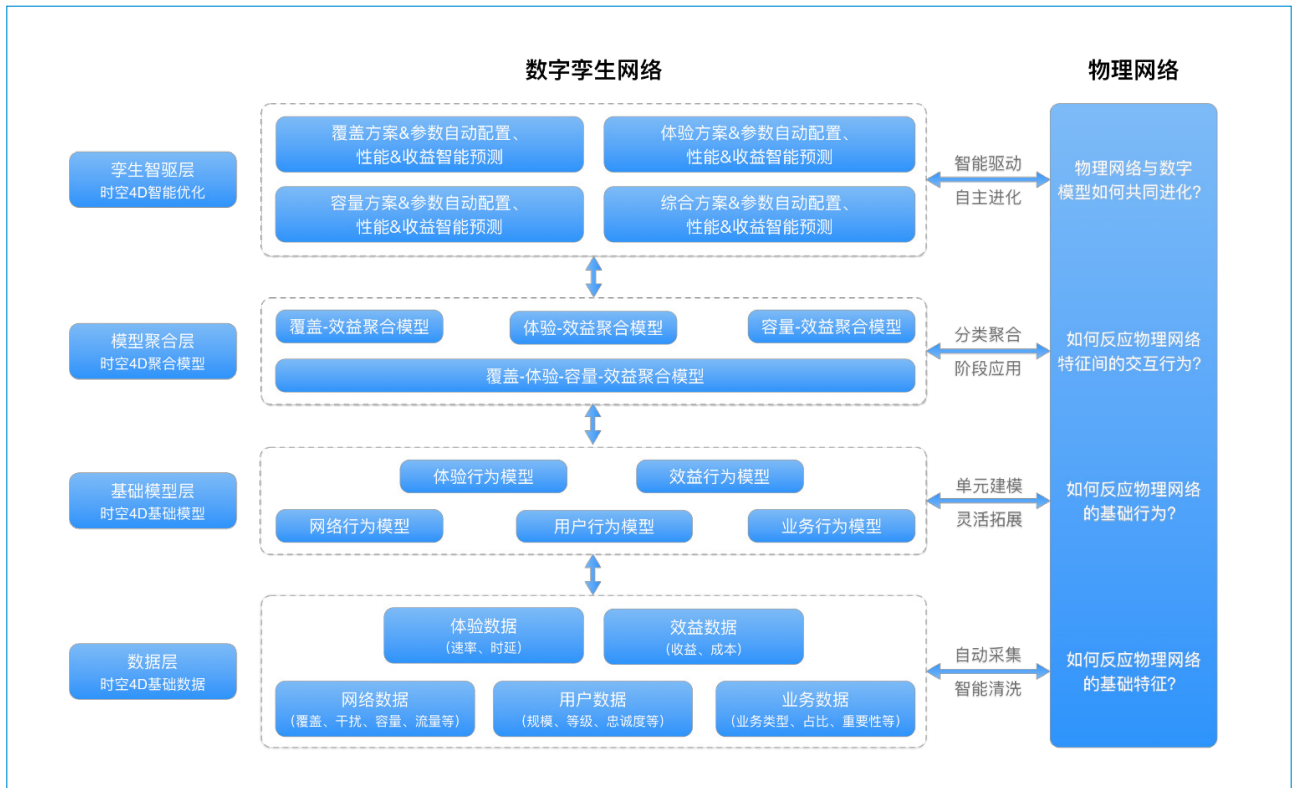 数字孪生网络
物理网络
孪生智驱层
时空4D智能优化
覆盖方案&参数自动配置、
性能&收益智能预测
体验方案&参数自动配置、
性能&收益智能预测
容量方案&参数自动配置、
性能&收益智能预测
综合方案&参数自动配置、
性能&收益智能预测
智能驱动
自主进化
物理网络与数字
模型如何共同进化?
模型聚合层
时空4D聚合模型
覆盖-效益聚合模型
体验-效益聚合模型
容量-效益聚合模型
覆盖-体验-容量-效益聚合模型
分类聚合
阶段应用
如何反应物理网络
特征间的交互行为?
基础模型层
时空4D基础模型
体验行为模型
效益行为模型
网络行为模型
用户行为模型
业务行为模型
单元建模
灵活拓展
如何反应物理网络
的基础行为?
数据层
时空4D基础数据
体验数据
(速率、时延)
效益数据
(收益、成本)
网络数据
(覆盖、干扰、容量、流量等)
用户数据
(规模、等级、忠诚度等)
业务数据
(业务类型、占比、重要性等)
自动采集
智能清洗
如何反应物理网络
的基础特征?